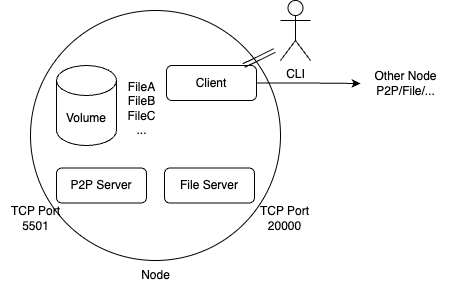 Client
CLI
Other Node
P2P/File/...
Volume
FileA
FileB
FileC
...
P2P Server
File Server
TCP Port
5501
TCP Port
20000
Node